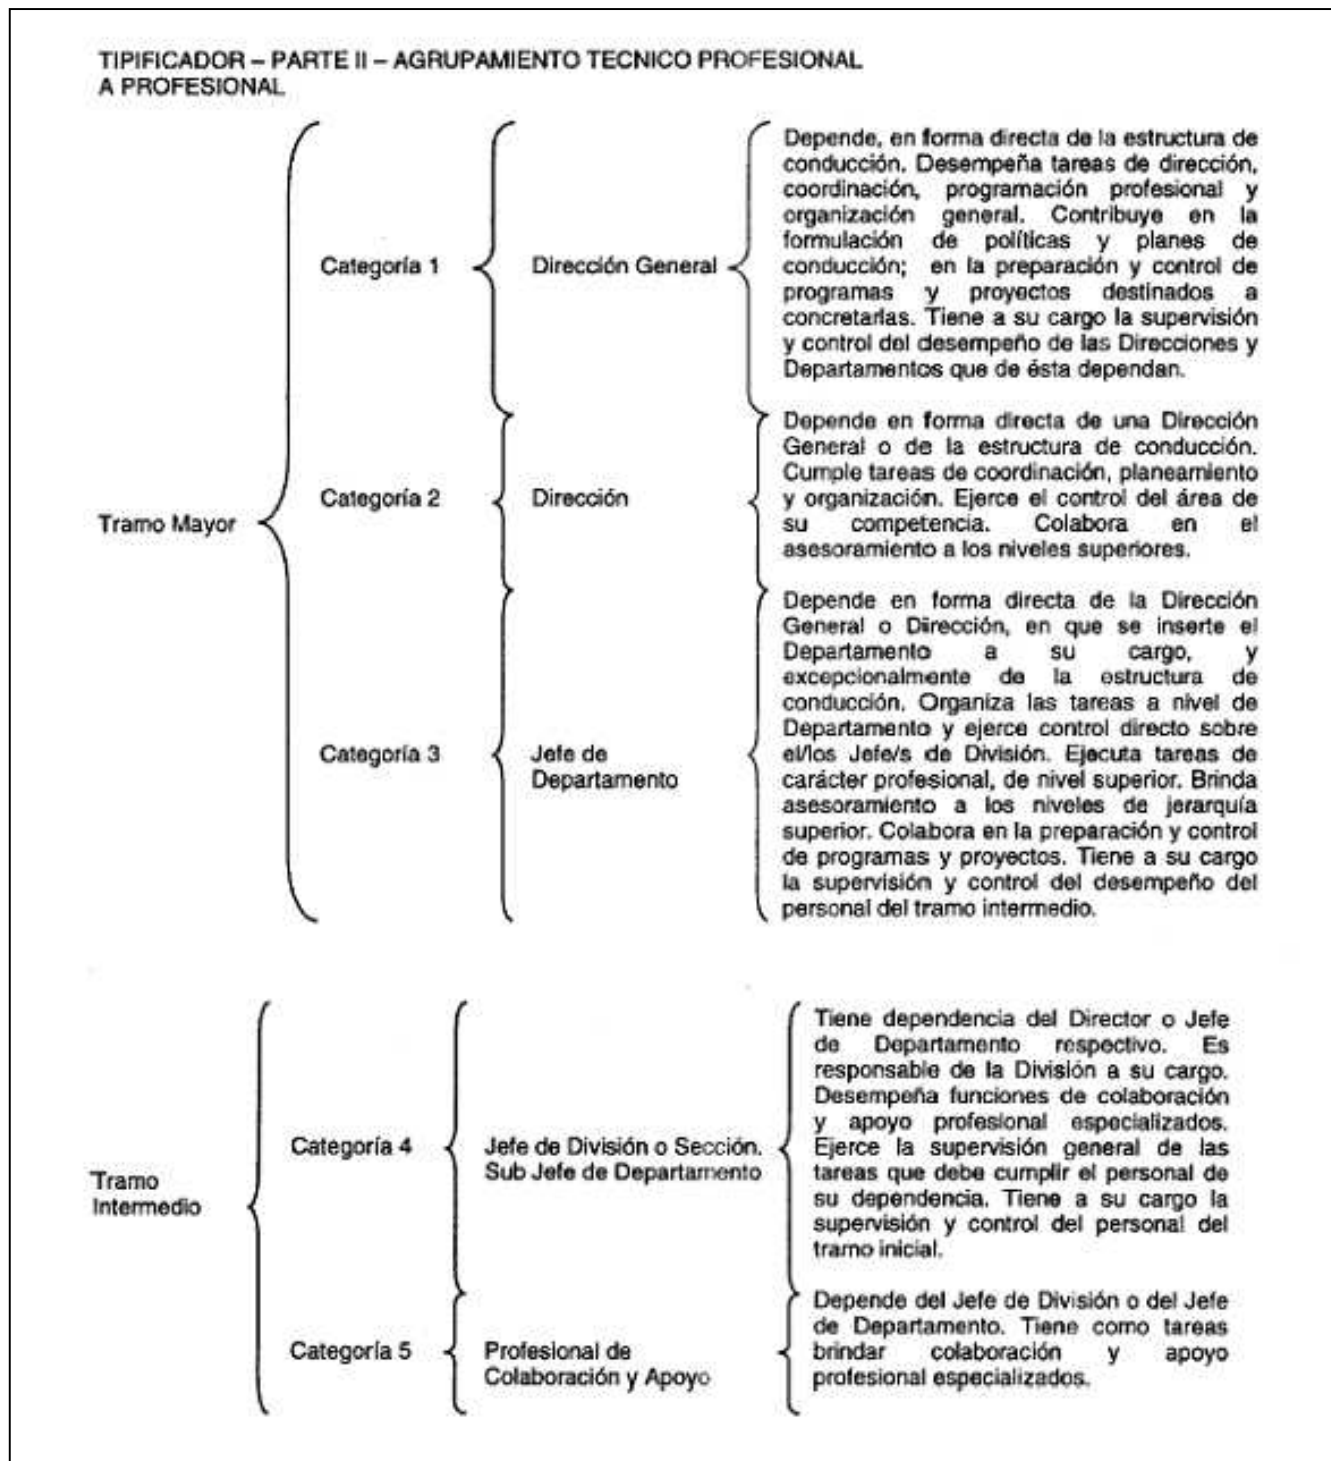 TIPIFICADOR – PARTE II – AGRUPAMIENTO TECNICO PROFESIONAL
A PROFESIONAL
Tramo Mayor
Categoría 1
Dirección General
Depende, en forma directa de la estructura de
conducción. Desempeña tareas de dirección,
coordinación, programación profesional y
organización general. Contribuye en la
formulación de políticas y planes de
conducción; en la preparación y control de
programas y proyectos destinados a
concretarlas. Tiene a su cargo la supervisión
y control del desempeño de las Direcciones y
Departamentos que de ésta dependan.
Categoría 2
Dirección
Depende en forma directa de una Dirección
General o de la estructura de conducción.
Cumple tareas de coordinación, planeamiento
y organización. Ejerce el control del área de
su competencia. Colabora en el
asesoramiento a los niveles superiores.
Categoría 3
Jefe de
Departamento
Depende en forma directa de la Dirección
General o Dirección, en que se inserte el
Departamento a su cargo, y
excepcionalmente de la estructura de
conducción. Organiza las tareas a nivel de
Departamento y ejerce control directo sobre
el/los Jefe/s de División. Ejecuta tareas de
carácter profesional, de nivel superior. Brinda
asesoramiento a los niveles de jerarquía
superior. Colabora en la preparación y control
de programas y proyectos. Tiene a su cargo
la supervisión y control del desempeño del
personal del tramo intermedio.
Tramo
Intermedio
Categoría 4
Jefe de División o Sección.
Sub Jefe de Departamento
Tiene dependencia del Director o Jefe
de Departamento respectivo. Es
responsable de la División a su cargo.
Desempeña funciones de colaboración
y apoyo profesional especializados.
Ejerce la supervisión general de las
tareas que debe cumplir el personal de
su dependencia. Tiene a su cargo la
supervisión y control del personal del
tramo inicial.
Categoría 5
Profesional de
Colaboración y Apoyo
Depende del Jefe de División o del Jefe
de Departamento. Tiene como tareas
brindar colaboración y apoyo
profesional especializados.